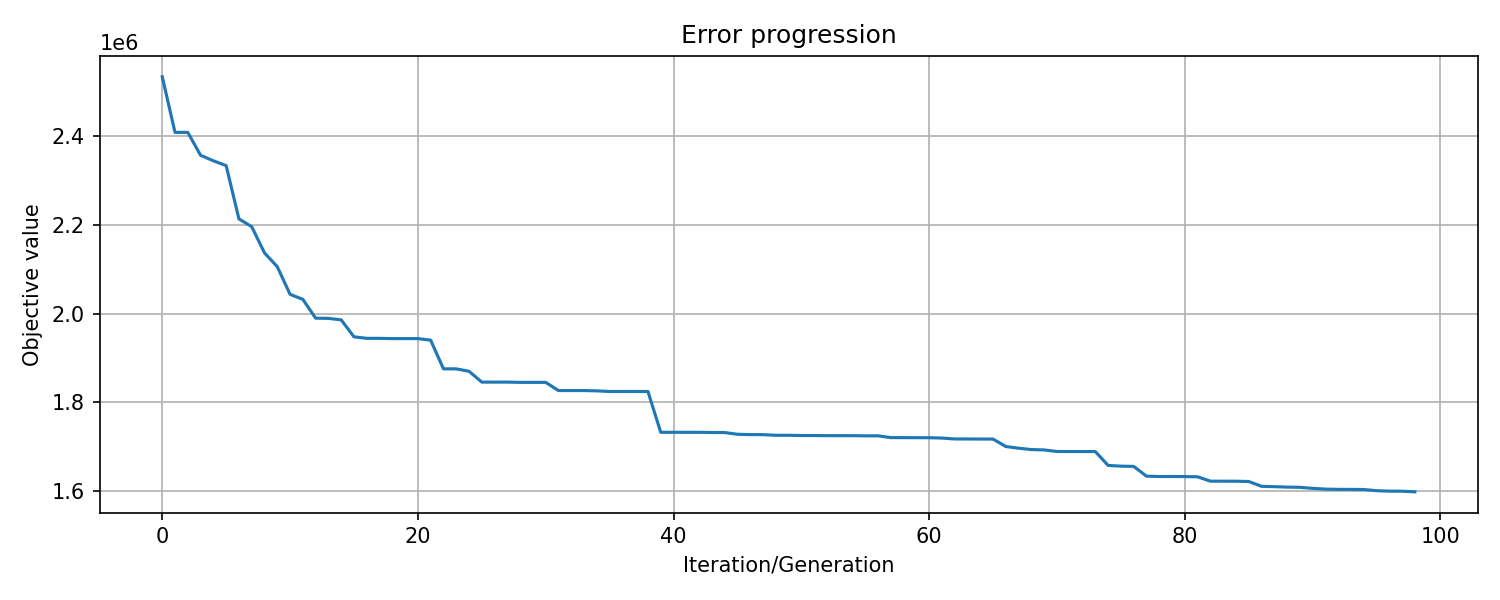 Error progression
1e6
2.4
2.2
2.0
1.8
1.6
Objective value
0 20 40 60 80 100
Iteration/Generation